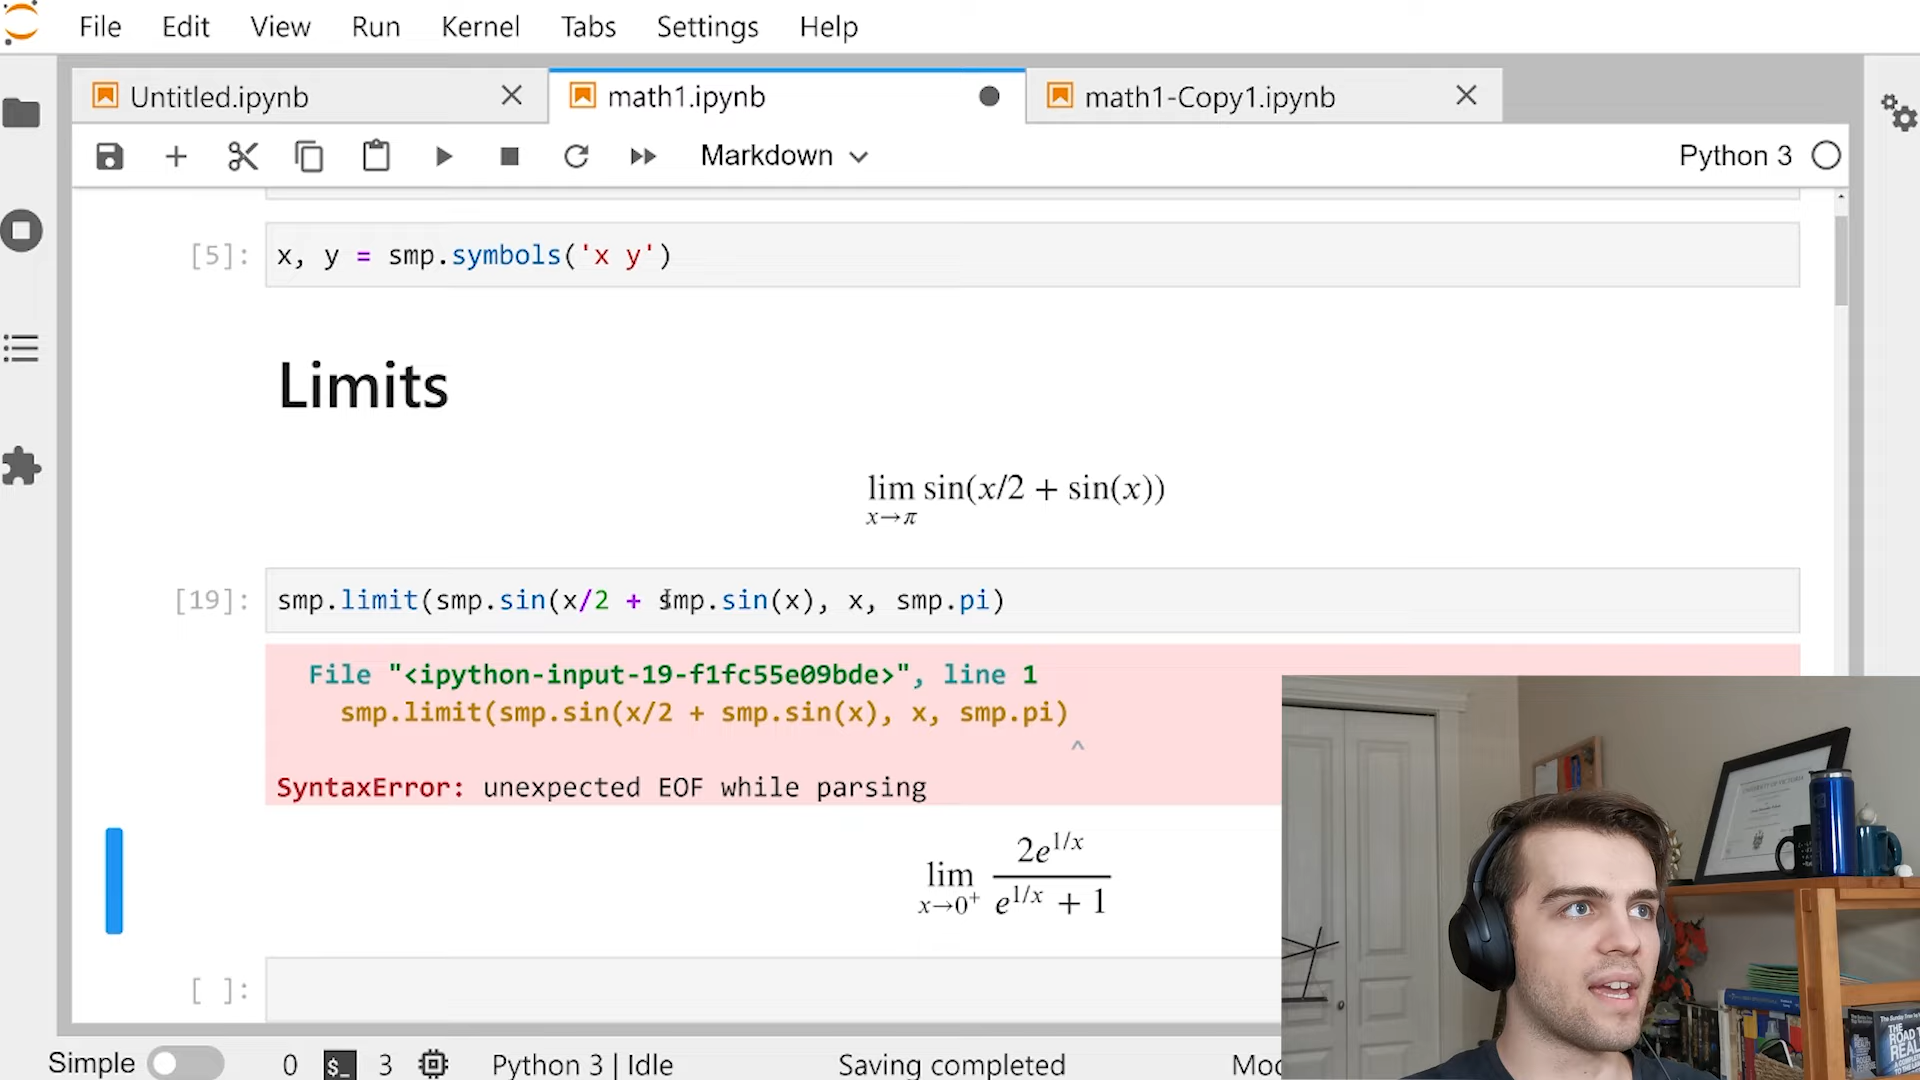 File Edit View Run Kernel Tabs Settings Help
Untitled.ipynb math1.ipynb math1-Copy1.ipynb
Markdown Python 3
[5]: x, y = smp.symbols('x y')
Limits
lim sin(x/2 + sin(x))
x→π
[19]: smp.limit(smp.sin(x/2 + smp.sin(x), x, smp.pi)
File "<ipython-input-19-f1fc55e09bde>", line 1
smp.limit(smp.sin(x/2 + smp.sin(x), x, smp.pi)
^
SyntaxError: unexpected EOF while parsing
2e^{1/x}
lim
x→0⁺ e^{1/x} + 1
[ ]:
Simple 0 $_ 3 Python 3 | Idle Saving completed
THE
ROAD
REAL